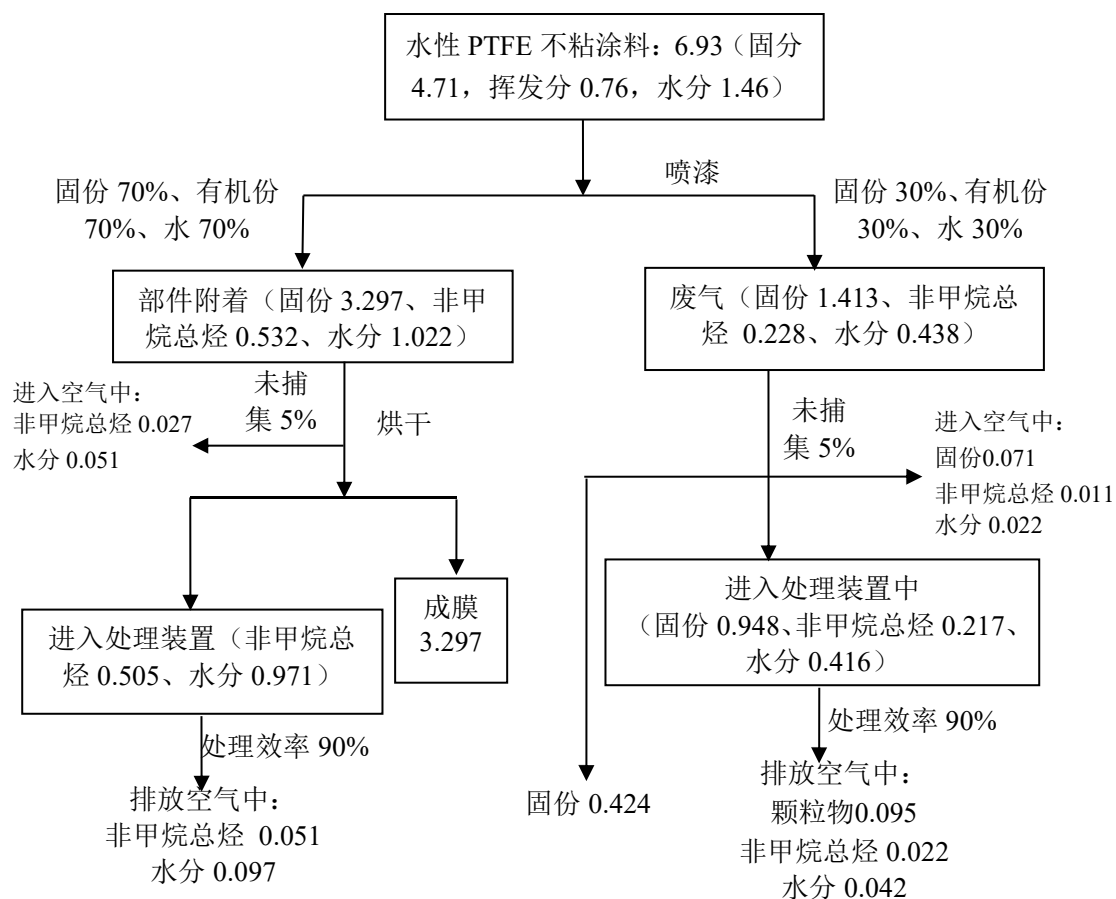 水性 PTFE 不粘涂料：6.93（固分
4.71，挥发分 0.76，水分 1.46）
喷漆
固份 70%、有机份
70%、水 70%
固份 30%、有机份
30%、水 30%
部件附着（固份 3.297、非甲
烷总烃 0.532、水分 1.022）
废气（固份 1.413、非甲烷总
烃 0.228、水分 0.438）
进入空气中：
非甲烷总烃 0.027
水分 0.051
未捕
集 5%
烘干
未捕
集 5%
进入空气中：
固份0.071
非甲烷总烃 0.011
水分 0.022
进入处理装置（非甲烷总
烃 0.505、水分 0.971）
成膜
3.297
进入处理装置中
（固份 0.948、非甲烷总烃 0.217、
水分 0.416）
处理效率 90%
处理效率 90%
排放空气中：
非甲烷总烃 0.051
水分 0.097
固份 0.424
排放空气中：
颗粒物0.095
非甲烷总烃 0.022
水分 0.042